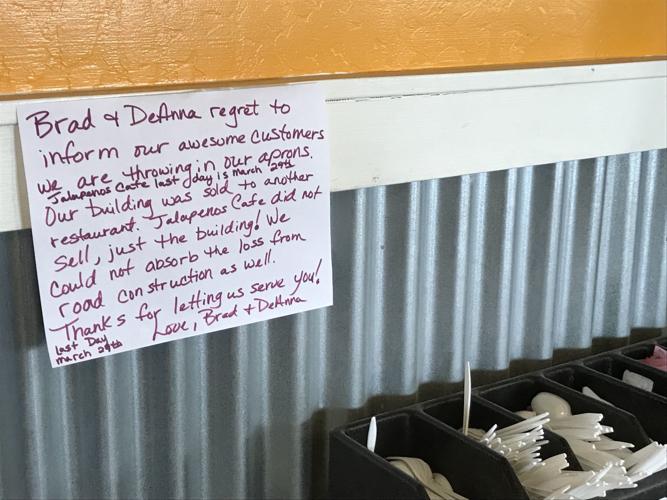 Brad & DeAnna regret to
inform our awesome customers
we are throwing in our aprons.
Jalapenos Cafe last day is march 29th
Our building was sold to another
restaurant. Jalapenos Cafe did not
sell, just the building! We
could not absorb the loss from
road construction as well.
Thanks for letting us serve you!
Love, Brad & DeAnna
last Day
march 29th